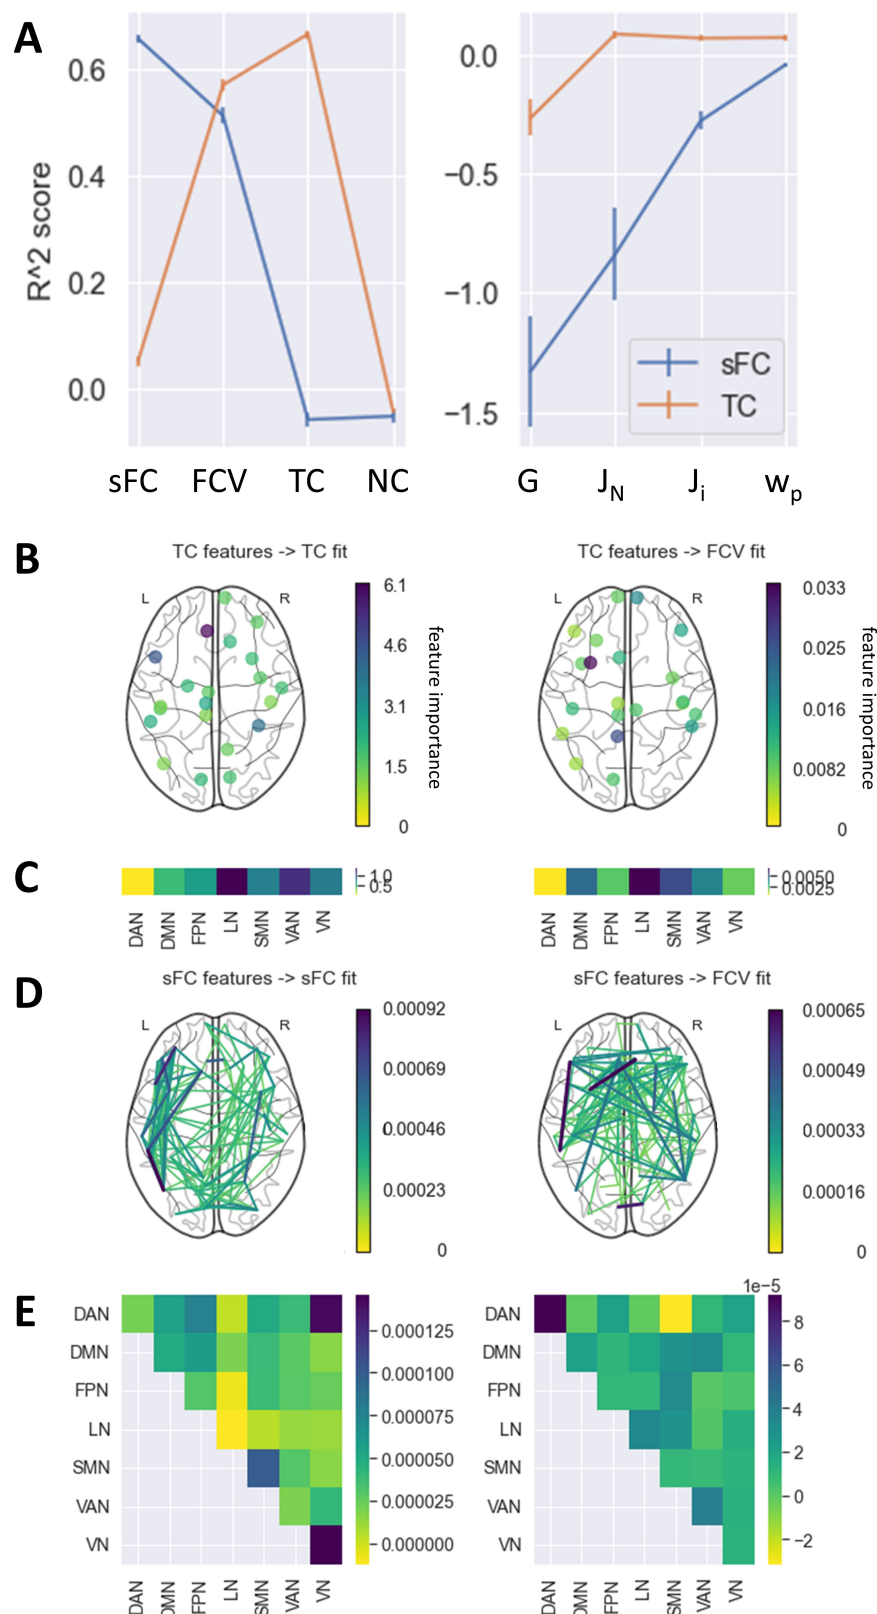 A
R^2 score
0.6
0.4
0.2
0.0
sFC FCV TC NC
0.0
−0.5
−1.0
−1.5
sFC
TC
G J_N J_i w_p
B
TC features -> TC fit
L R
6.1
4.6
3.1
1.5
0
feature importance
TC features -> FCV fit
L R
0.033
0.025
0.016
0.0082
0
feature importance
C
1.0
0.5
DAN DMN FPN LN SMN VAN VN
0.0050
0.0025
DAN DMN FPN LN SMN VAN VN
D
sFC features -> sFC fit
L R
0.00092
0.00069
0.00046
0.00023
0
sFC features -> FCV fit
L R
0.00065
0.00049
0.00033
0.00016
0
E
DAN
DMN
FPN
LN
SMN
VAN
VN
DAN DMN FPN LN SMN VAN VN
0.000125
0.000100
0.000075
0.000050
0.000025
0.000000
DAN
DMN
FPN
LN
SMN
VAN
VN
DAN DMN FPN LN SMN VAN VN
1e−5
8
6
4
2
0
−2